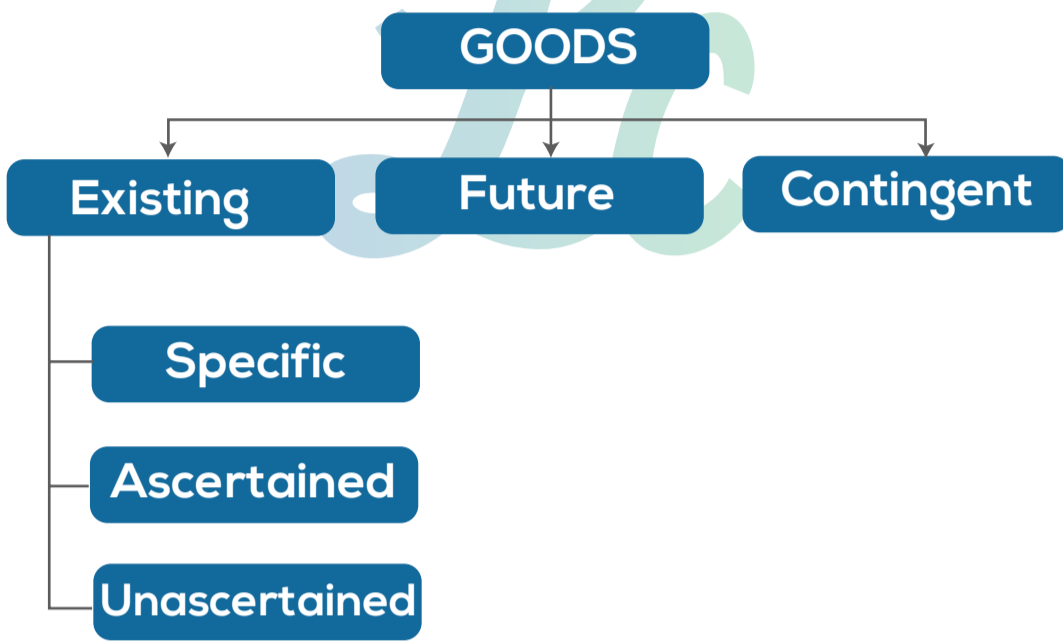 GOODS
Existing
Future
Contingent
Specific
Ascertained
Unascertained